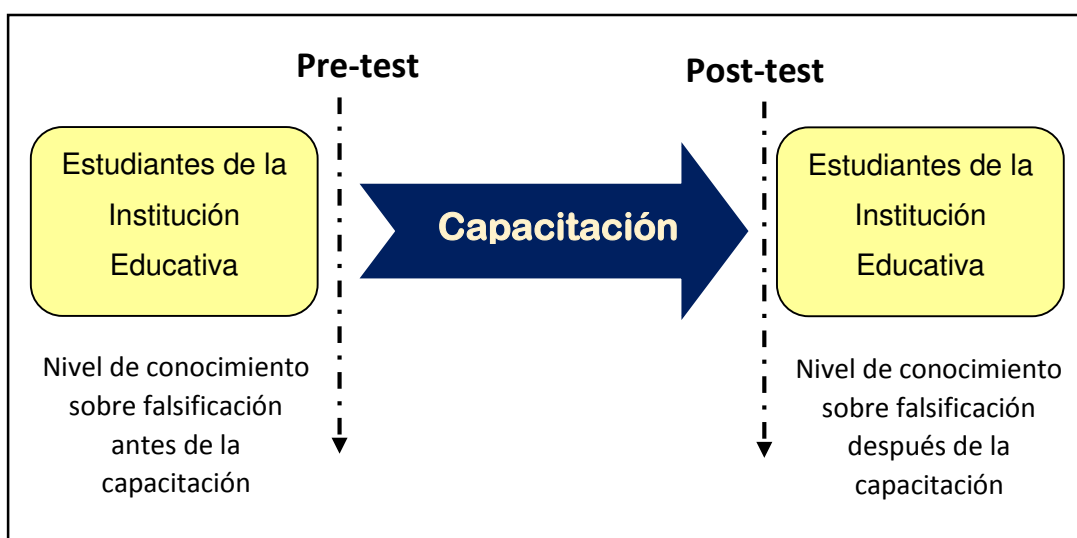 Pre-test
Post-test
Estudiantes de la
Institución
Educativa
Capacitación
Estudiantes de la
Institución
Educativa
Nivel de conocimiento
sobre falsificación
antes de la
capacitación
Nivel de conocimiento
sobre falsificación
después de la
capacitación